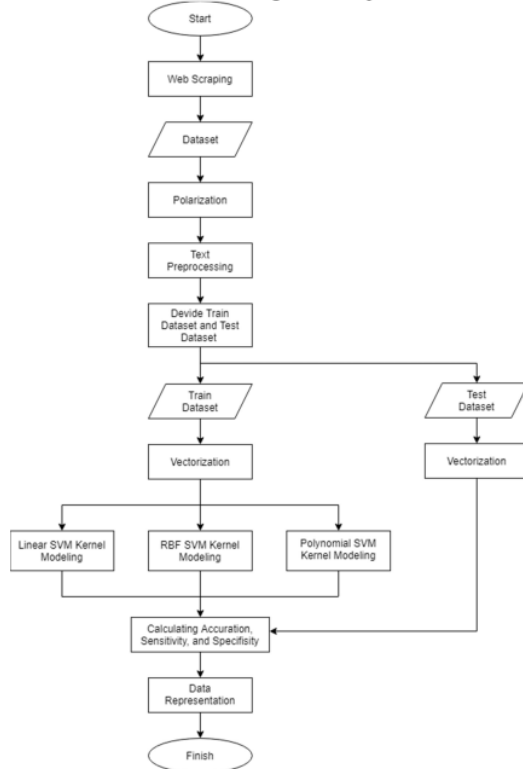 Start
Web Scraping
Dataset
Polarization
Text
Preprocessing
Devide Train
Dataset and Test
Dataset
Train
Dataset
Test
Dataset
Vectorization
Vectorization
Linear SVM Kernel
Modeling
RBF SVM Kernel
Modeling
Polynomial SVM
Kernel Modeling
Calculating Accuration,
Sensitivity, and Specifisity
Data
Representation
Finish